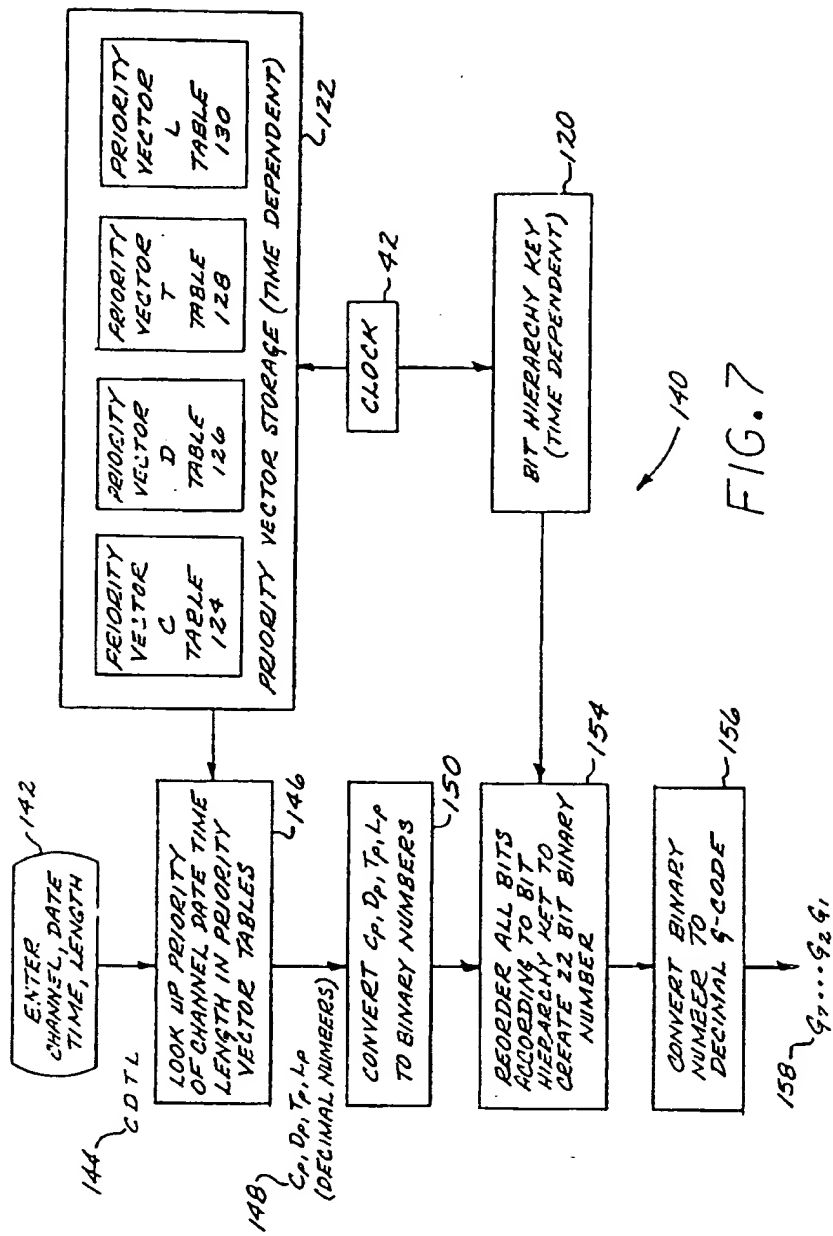 ENTER
CHANNEL, DATE
TIME, LENGTH
142
144
C D T L
LOOK UP PRIORITY
OF CHANNEL DATE TIME
LENGTH IN PRIORITY
VECTOR TABLES
146
148
Cp, Dp, Tp, Lp
(DECIMAL NUMBERS)
CONVERT Cp, Dp, Tp, Lp
TO BINARY NUMBERS
150
REORDER ALL BITS
ACCORDING TO BIT
HIERARCHY KEY TO
CREATE 22 BIT BINARY
NUMBER
154
CONVERT BINARY
NUMBER TO
DECIMAL G-CODE
156
158
G7 ... G2 G1
PRIORITY
VECTOR
C
TABLE
124
PRIORITY
VECTOR
D
TABLE
126
PRIORITY
VECTOR
T
TABLE
128
PRIORITY
VECTOR
L
TABLE
130
PRIORITY VECTOR STORAGE (TIME DEPENDENT)
122
CLOCK
42
BIT HIERARCHY KEY
(TIME DEPENDENT)
120
140
FIG. 7